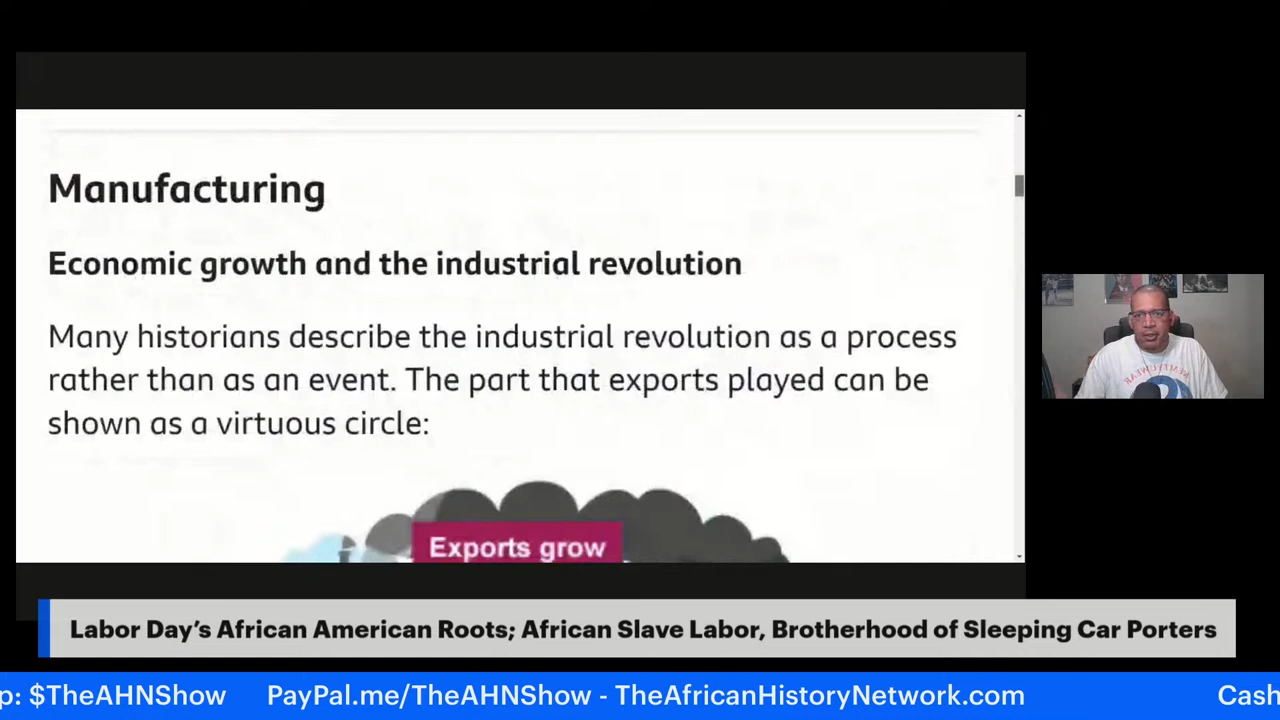 Manufacturing
Economic growth and the industrial revolution
Many historians describe the industrial revolution as a process
rather than as an event. The part that exports played can be
shown as a virtuous circle:
Exports grow
Labor Day’s African American Roots; African Slave Labor, Brotherhood of Sleeping Car Porters
p: $TheAHNShow PayPal.me/TheAHNShow - TheAfricanHistoryNetwork.com Cash